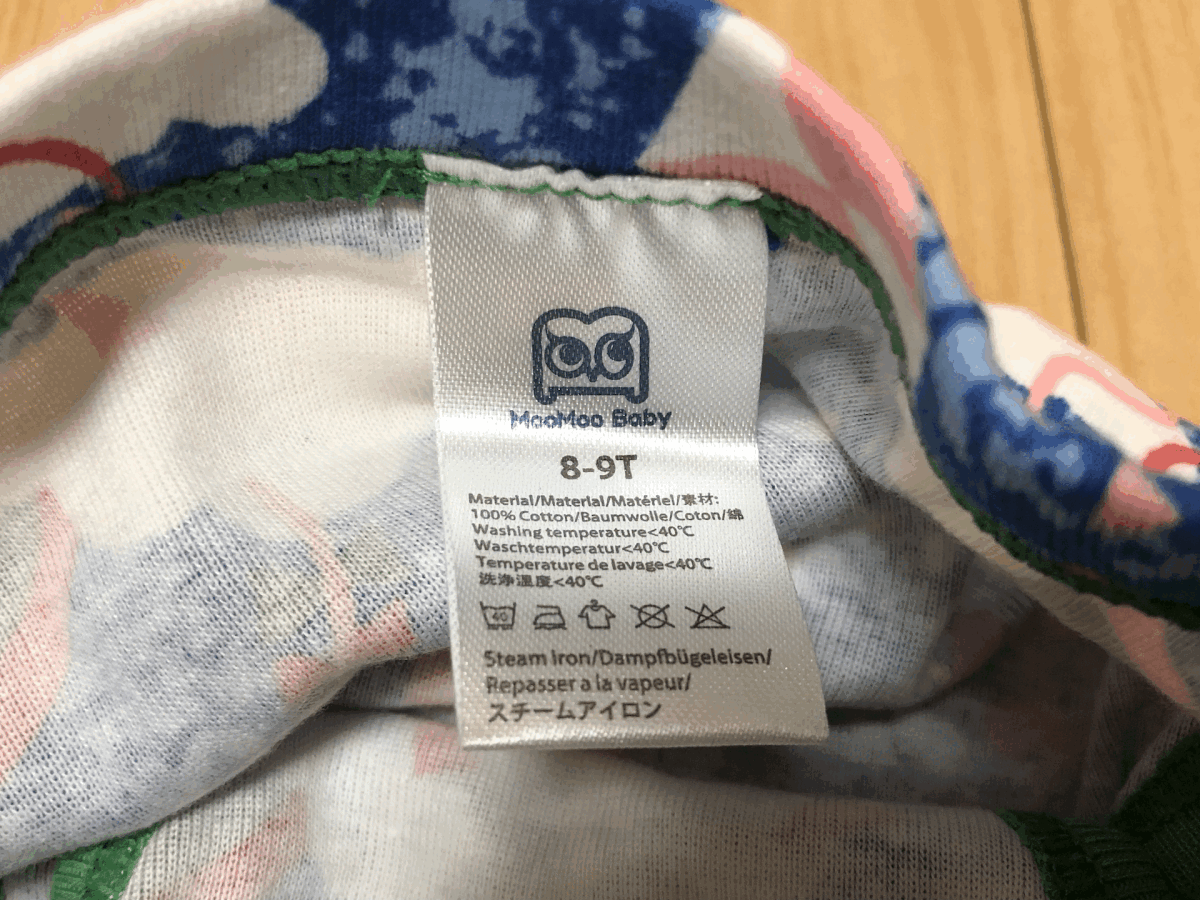 MooMoo Baby
8-9T
Material/Material/Matériel/素材:
100% Cotton/Baumwolle/Coton/綿
Washing temperature<40℃
Waschtemperatur<40℃
Temperature de lavage<40℃
洗浄温度<40℃
40
Steam Iron/Dampfbügeleisen/
Repasser a la vapeur/
スチームアイロン